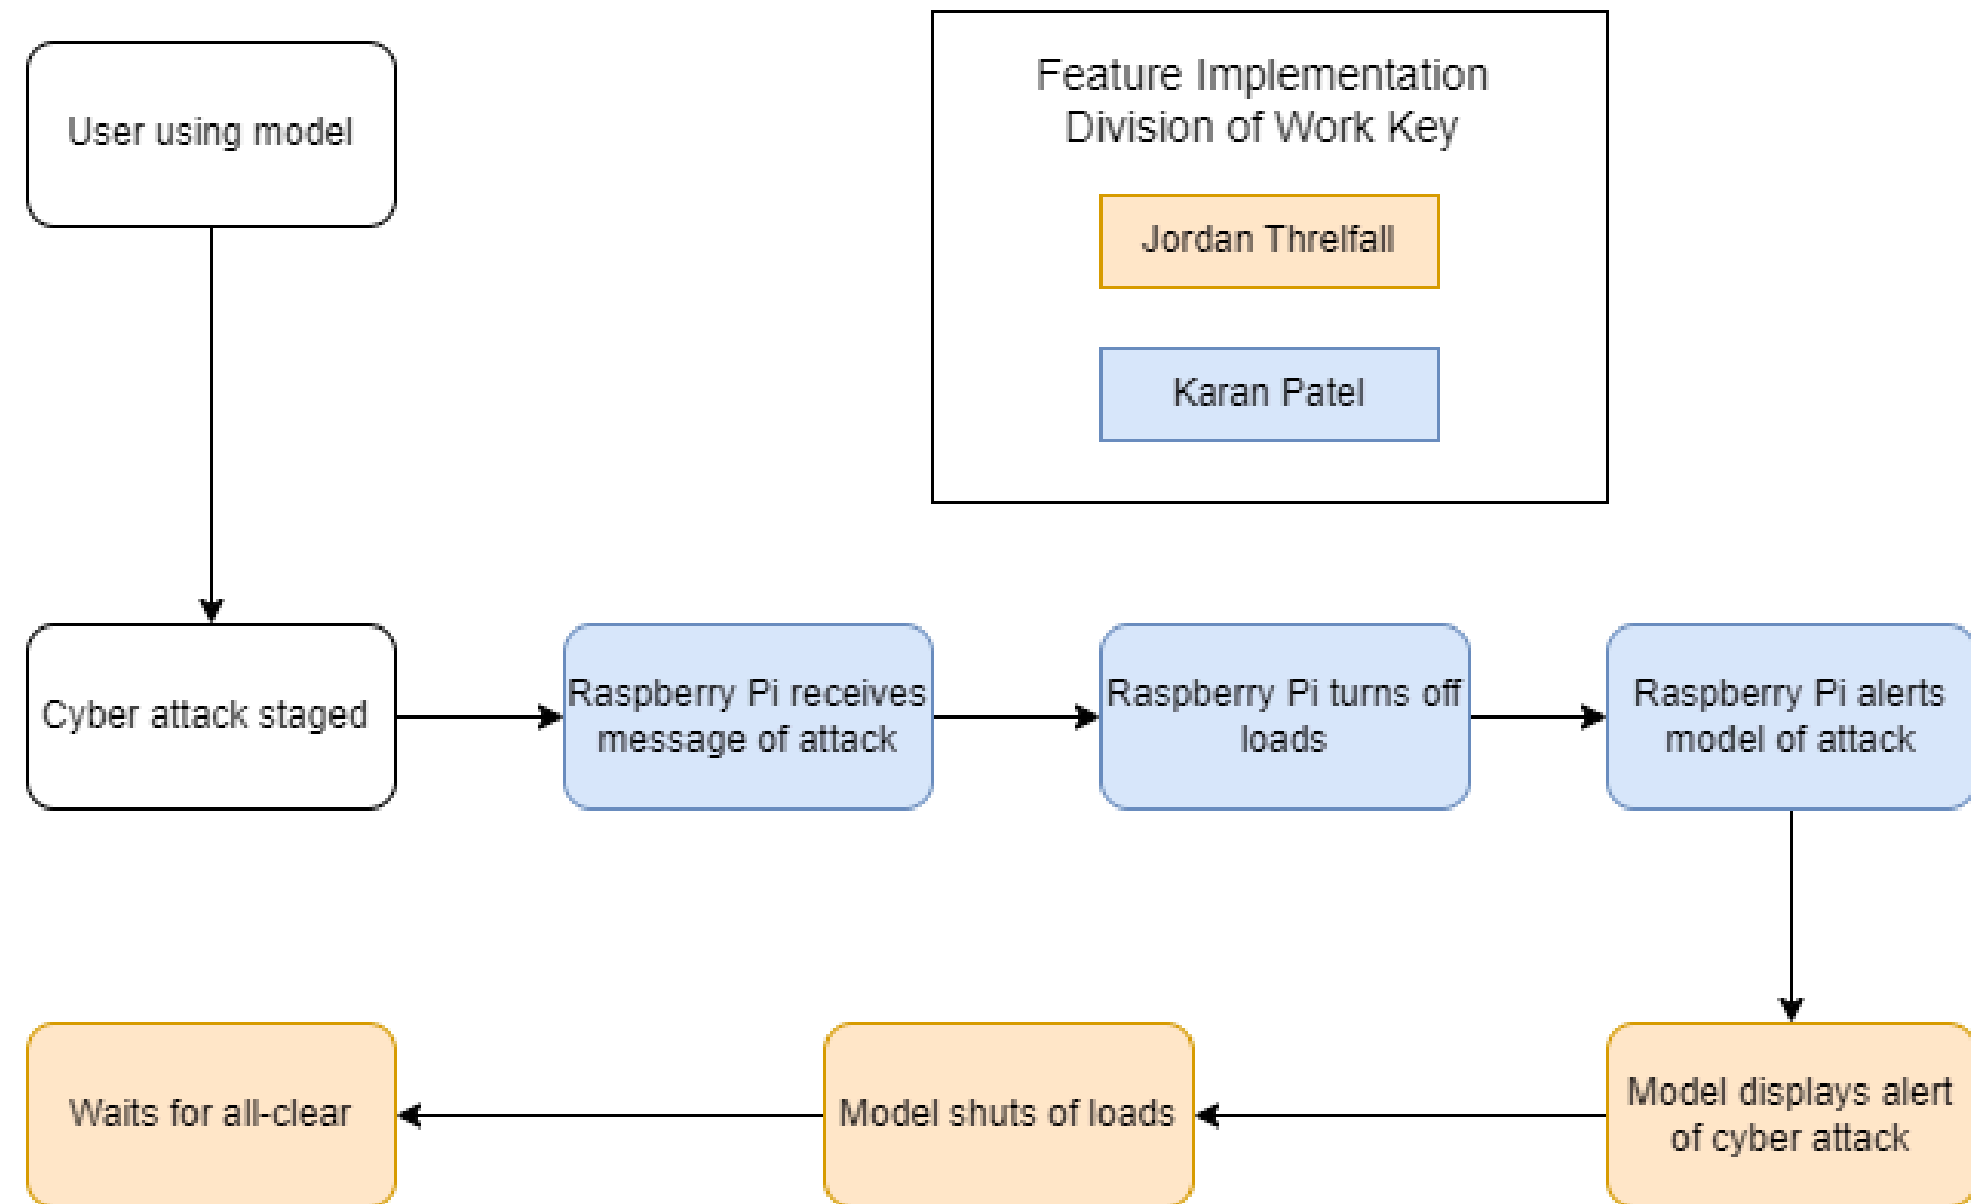 User using model
Feature Implementation
Division of Work Key
Jordan Threlfall
Karan Patel
Cyber attack staged
Raspberry Pi receives
message of attack
Raspberry Pi turns off
loads
Raspberry Pi alerts
model of attack
Model displays alert
of cyber attack
Model shuts of loads
Waits for all-clear